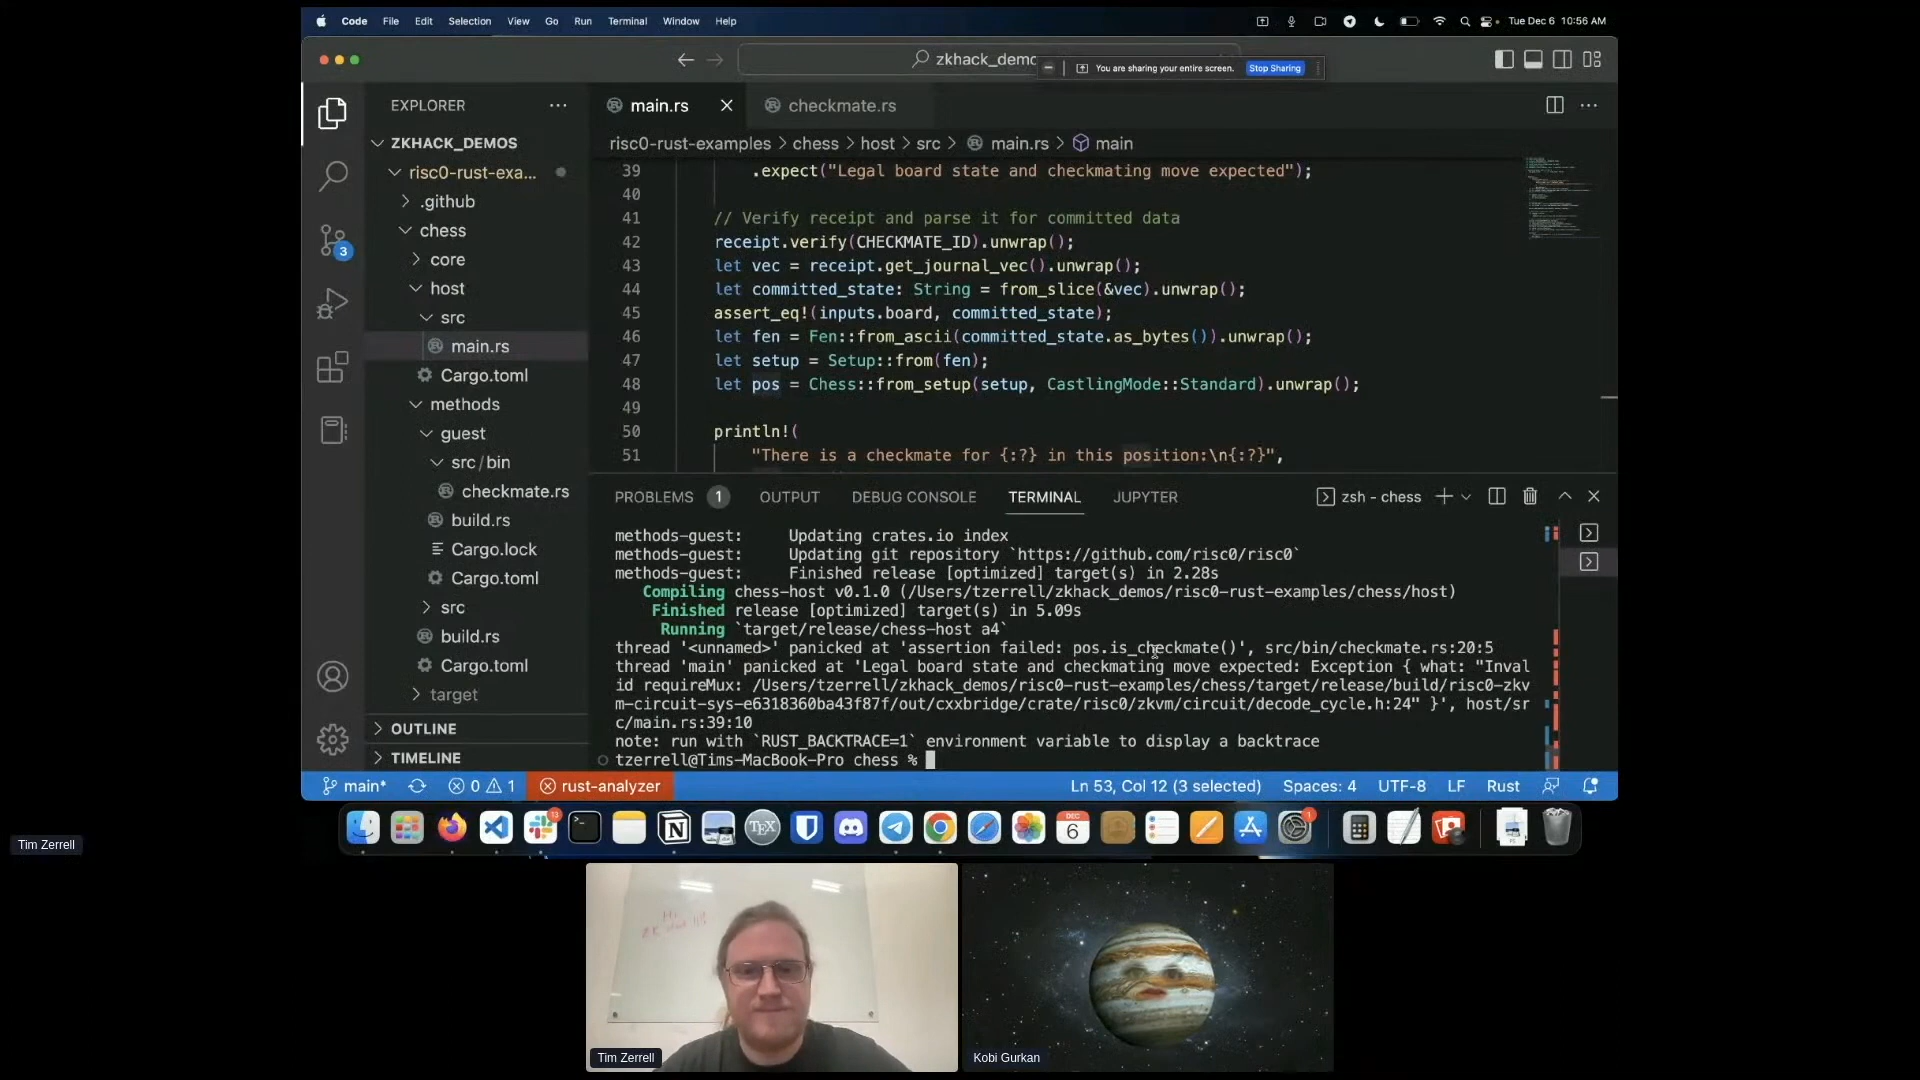 Code File Edit Selection View Go Run Terminal Window Help
Tue Dec 6 10:56 AM
zkhack_demo
You are sharing your entire screen. Stop Sharing
EXPLORER
main.rs
checkmate.rs
ZKHACK_DEMOS
risc0-rust-exa...
.github
chess
core
host
src
main.rs
Cargo.toml
methods
guest
src/bin
checkmate.rs
build.rs
Cargo.lock
Cargo.toml
src
build.rs
Cargo.toml
target
OUTLINE
TIMELINE
3
risc0-rust-examples > chess > host > src > main.rs > main
39 .expect("Legal board state and checkmating move expected");
40
41 // Verify receipt and parse it for committed data
42 receipt.verify(CHECKMATE_ID).unwrap();
43 let vec = receipt.get_journal_vec().unwrap();
44 let committed_state: String = from_slice(&vec).unwrap();
45 assert_eq!(inputs.board, committed_state);
46 let fen = Fen::from_ascii(committed_state.as_bytes()).unwrap();
47 let setup = Setup::from(fen);
48 let pos = Chess::from_setup(setup, CastlingMode::Standard).unwrap();
49
50 println!(
51 "There is a checkmate for {:?} in this position:\n{:?}",
PROBLEMS 1 OUTPUT DEBUG CONSOLE TERMINAL JUPYTER
zsh - chess
methods-guest: Updating crates.io index
methods-guest: Updating git repository `https://github.com/risc0/risc0`
methods-guest: Finished release [optimized] target(s) in 2.28s
Compiling chess-host v0.1.0 (/Users/tzerrell/zkhack_demos/risc0-rust-examples/chess/host)
Finished release [optimized] target(s) in 5.09s
Running `target/release/chess-host a4`
thread '<unnamed>' panicked at 'assertion failed: pos.is_checkmate()', src/bin/checkmate.rs:20:5
thread 'main' panicked at 'Legal board state and checkmating move expected: Exception { what: "Inval
id requireMux: /Users/tzerrell/zkhack_demos/risc0-rust-examples/chess/target/release/build/risc0-zkv
m-circuit-sys-e6318360ba43f87f/out/cxxbridge/crate/risc0/zkvm/circuit/decode_cycle.h:24" }', host/sr
c/main.rs:39:10
note: run with `RUST_BACKTRACE=1` environment variable to display a backtrace
tzerrell@Tims-MacBook-Pro chess %
main* 0 1 rust-analyzer
Ln 53, Col 12 (3 selected) Spaces: 4 UTF-8 LF Rust
13
TEX
DEC
6
1
Tim Zerrell
Hi
Tim Zerrell
Kobi Gurkan